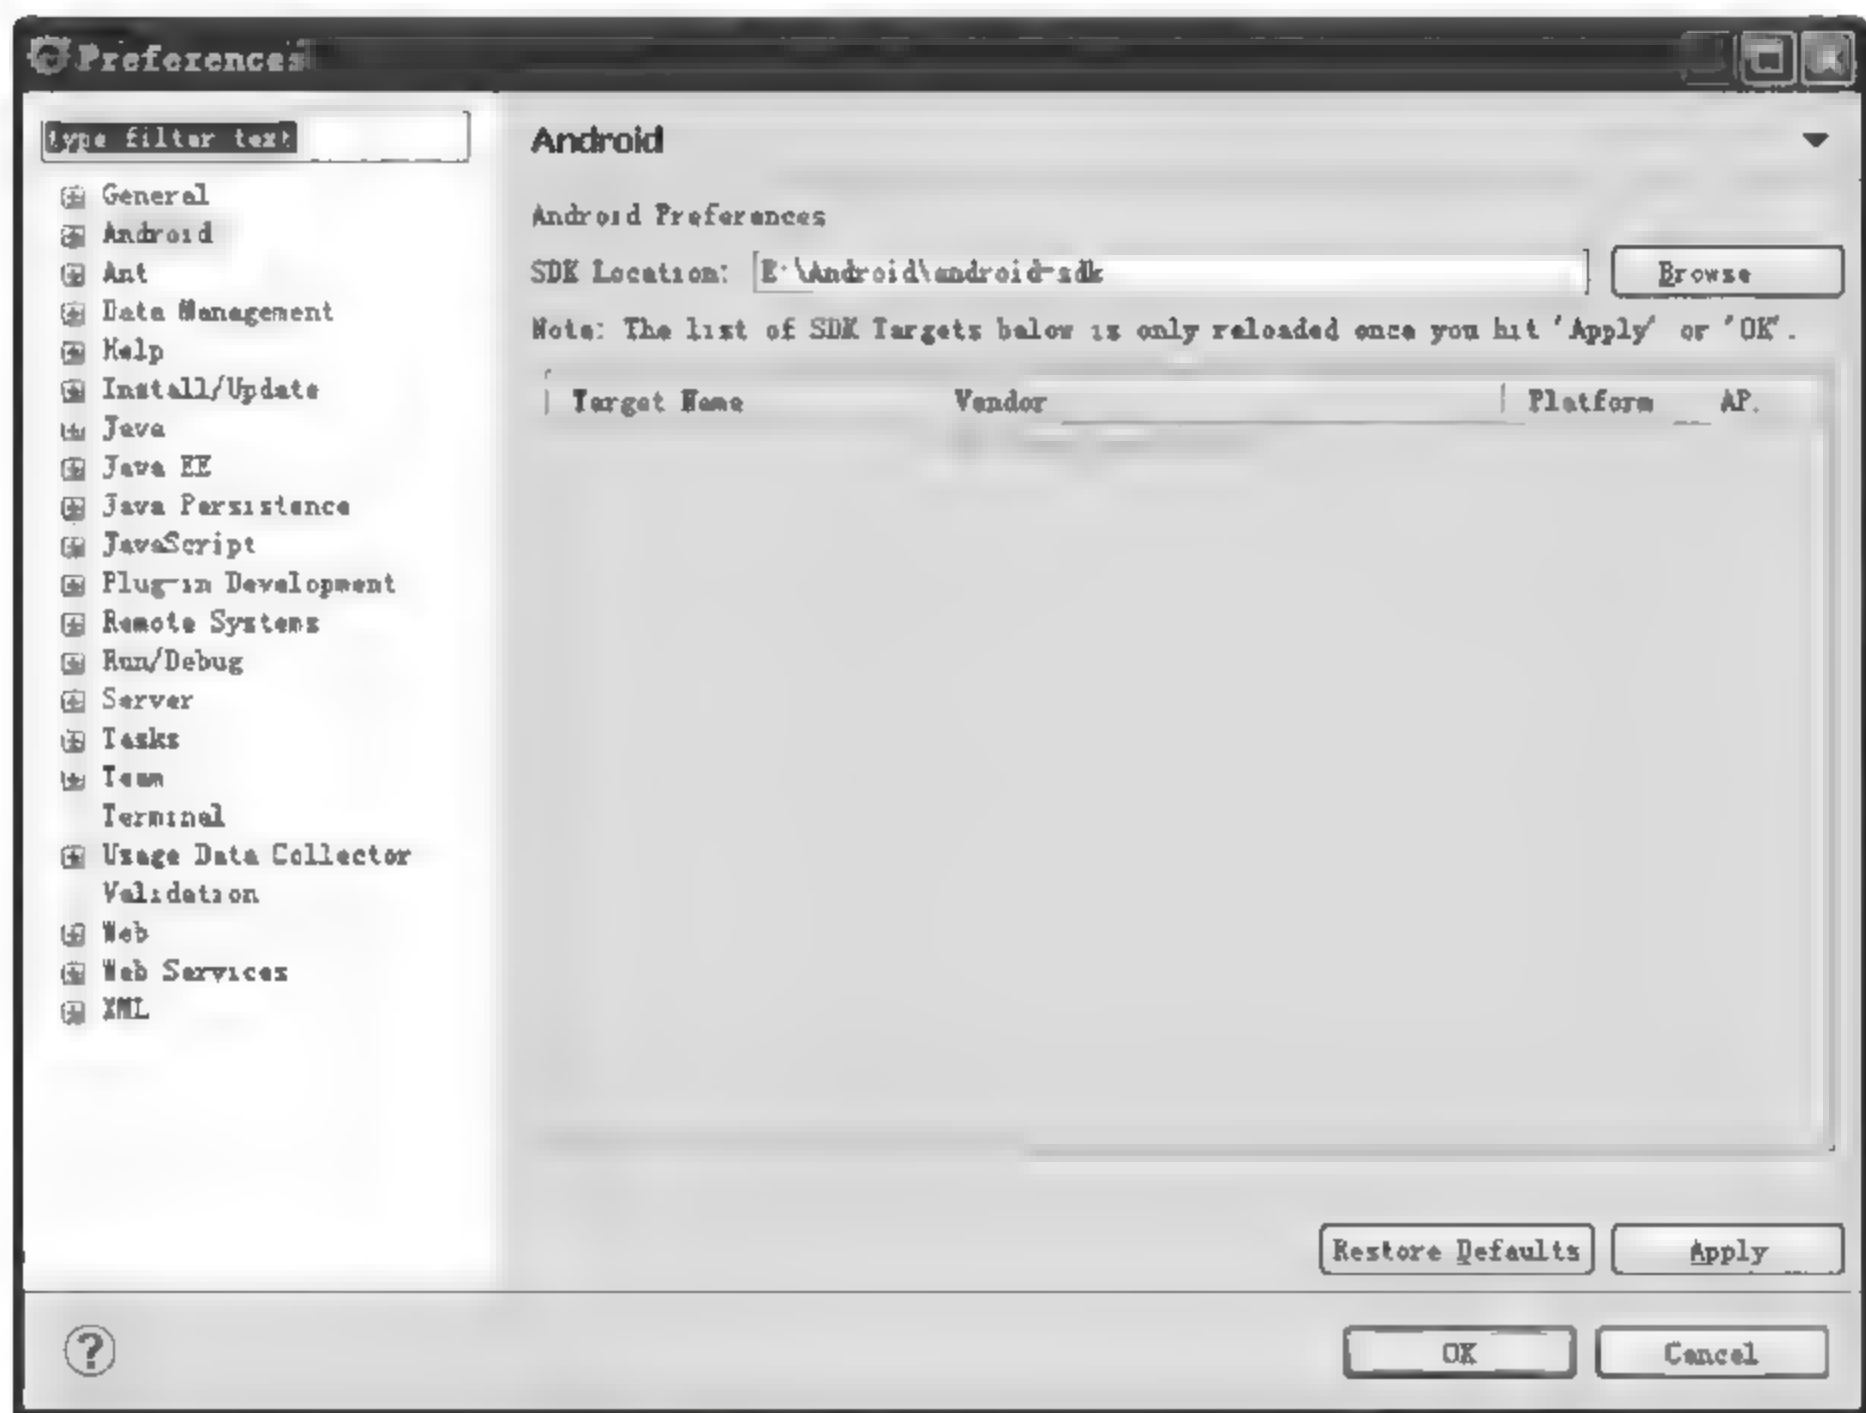 Preferences
type filter text
General
Android
Ant
Data Management
Help
Install/Update
Java
Java EE
Java Persistence
JavaScript
Plug-in Development
Remote Systems
Run/Debug
Server
Tasks
Team
Terminal
Usage Data Collector
Validation
Web
Web Services
XML
Android
Android Preferences
SDK Location: E:\Android\android-sdk Browse
Note: The list of SDK Targets below is only reloaded once you hit 'Apply' or 'OK'.
Target Name Vendor Platform AP.
Restore Defaults Apply
? OK Cancel